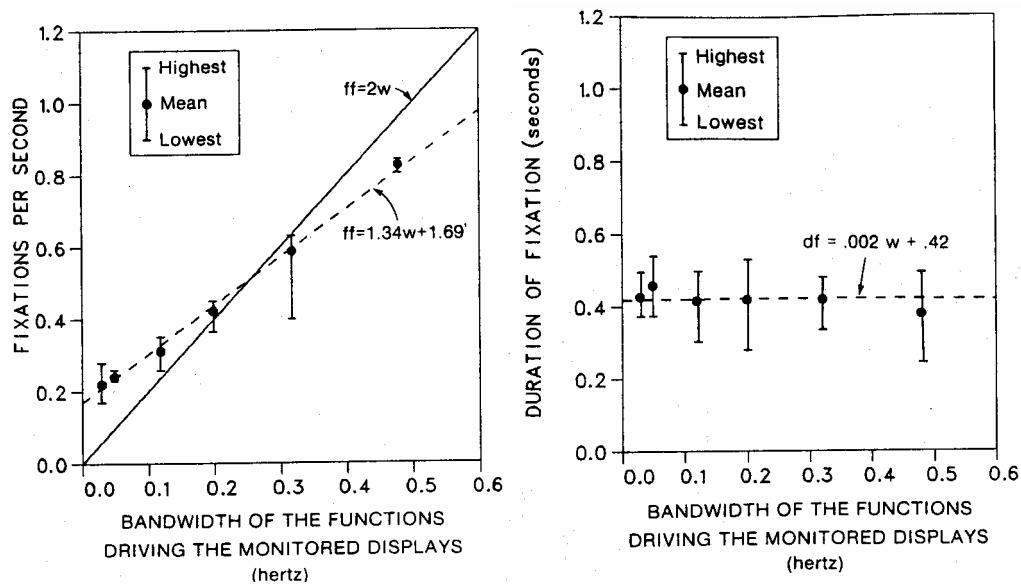 1.2
1.0
0.8
0.6
0.4
0.2
0.0
FIXATIONS PER SECOND
Highest
Mean
Lowest
ff=2w
ff=1.34w+1.69'
0.0 0.1 0.2 0.3 0.4 0.5 0.6
BANDWIDTH OF THE FUNCTIONS
DRIVING THE MONITORED DISPLAYS
(hertz)
1.2
1.0
0.8
0.6
0.4
0.2
0.0
DURATION OF FIXATION (seconds)
Highest
Mean
Lowest
df = .002 w + .42
0.0 0.1 0.2 0.3 0.4 0.5 0.6
BANDWIDTH OF THE FUNCTIONS
DRIVING THE MONITORED DISPLAYS
(hertz)